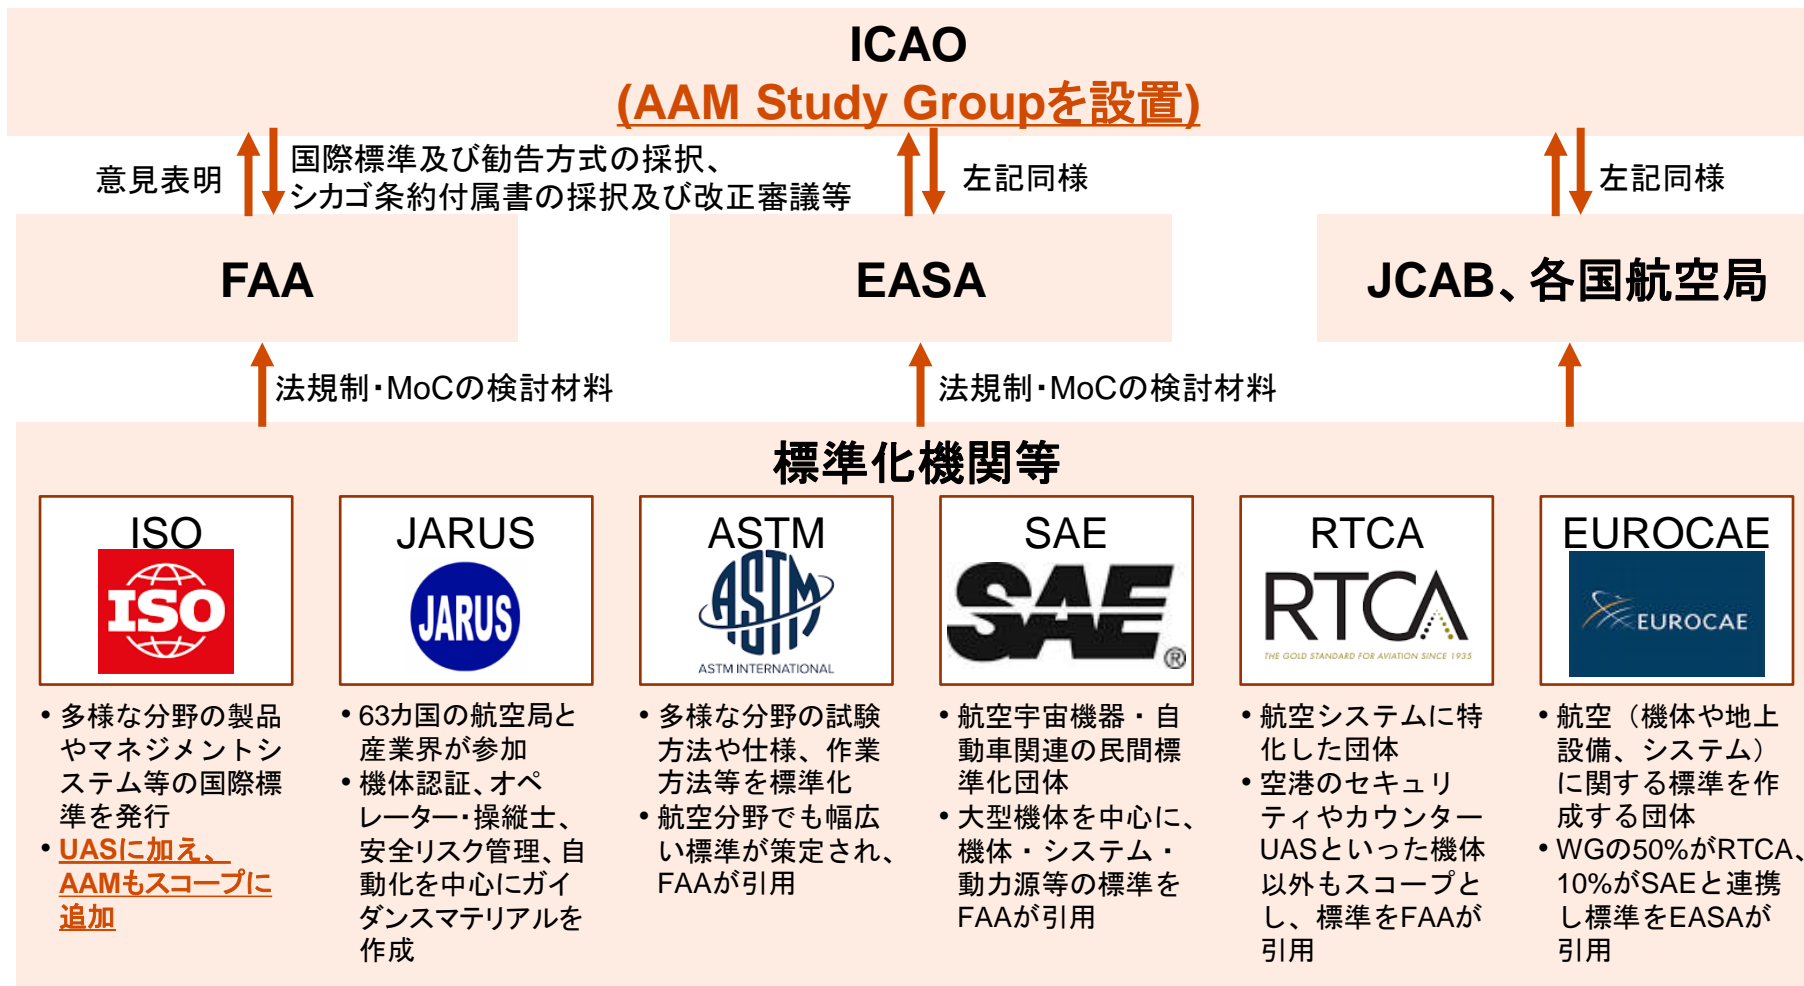 ICAO
(AAM Study Groupを設置)
意見表明
国際標準及び勧告方式の採択、
シカゴ条約付属書の採択及び改正審議等
左記同様
左記同様
FAA
EASA
JCAB、各国航空局
法規制・MoCの検討材料
法規制・MoCの検討材料
標準化機関等
ISO
ISO
• 多様な分野の製品
やマネジメントシ
ステム等の国際標
準を発行
• UASに加え、
AAMもスコープに
追加
JARUS
JARUS
• 63カ国の航空局と
産業界が参加
• 機体認証、オペ
レーター・操縦士、
安全リスク管理、自
動化を中心にガイ
ダンスマテリアルを
作成
ASTM
ASTM
ASTM INTERNATIONAL
• 多様な分野の試験
方法や仕様、作業
方法等を標準化
• 航空分野でも幅広
い標準が策定され、
FAAが引用
SAE
SAE®
• 航空宇宙機器・自
動車関連の民間標
準化団体
• 大型機体を中心に、
機体・システム・
動力源等の標準を
FAAが引用
RTCA
RTCA
THE GOLD STANDARD FOR AVIATION SINCE 1935
• 航空システムに特
化した団体
• 空港のセキュリ
ティやカウンター
UASといった機体
以外もスコープと
し、標準をFAAが
引用
EUROCAE
EUROCAE
• 航空（機体や地上
設備、システム）
に関する標準を作
成する団体
• WGの50%がRTCA、
10%がSAEと連携
し標準をEASAが
引用